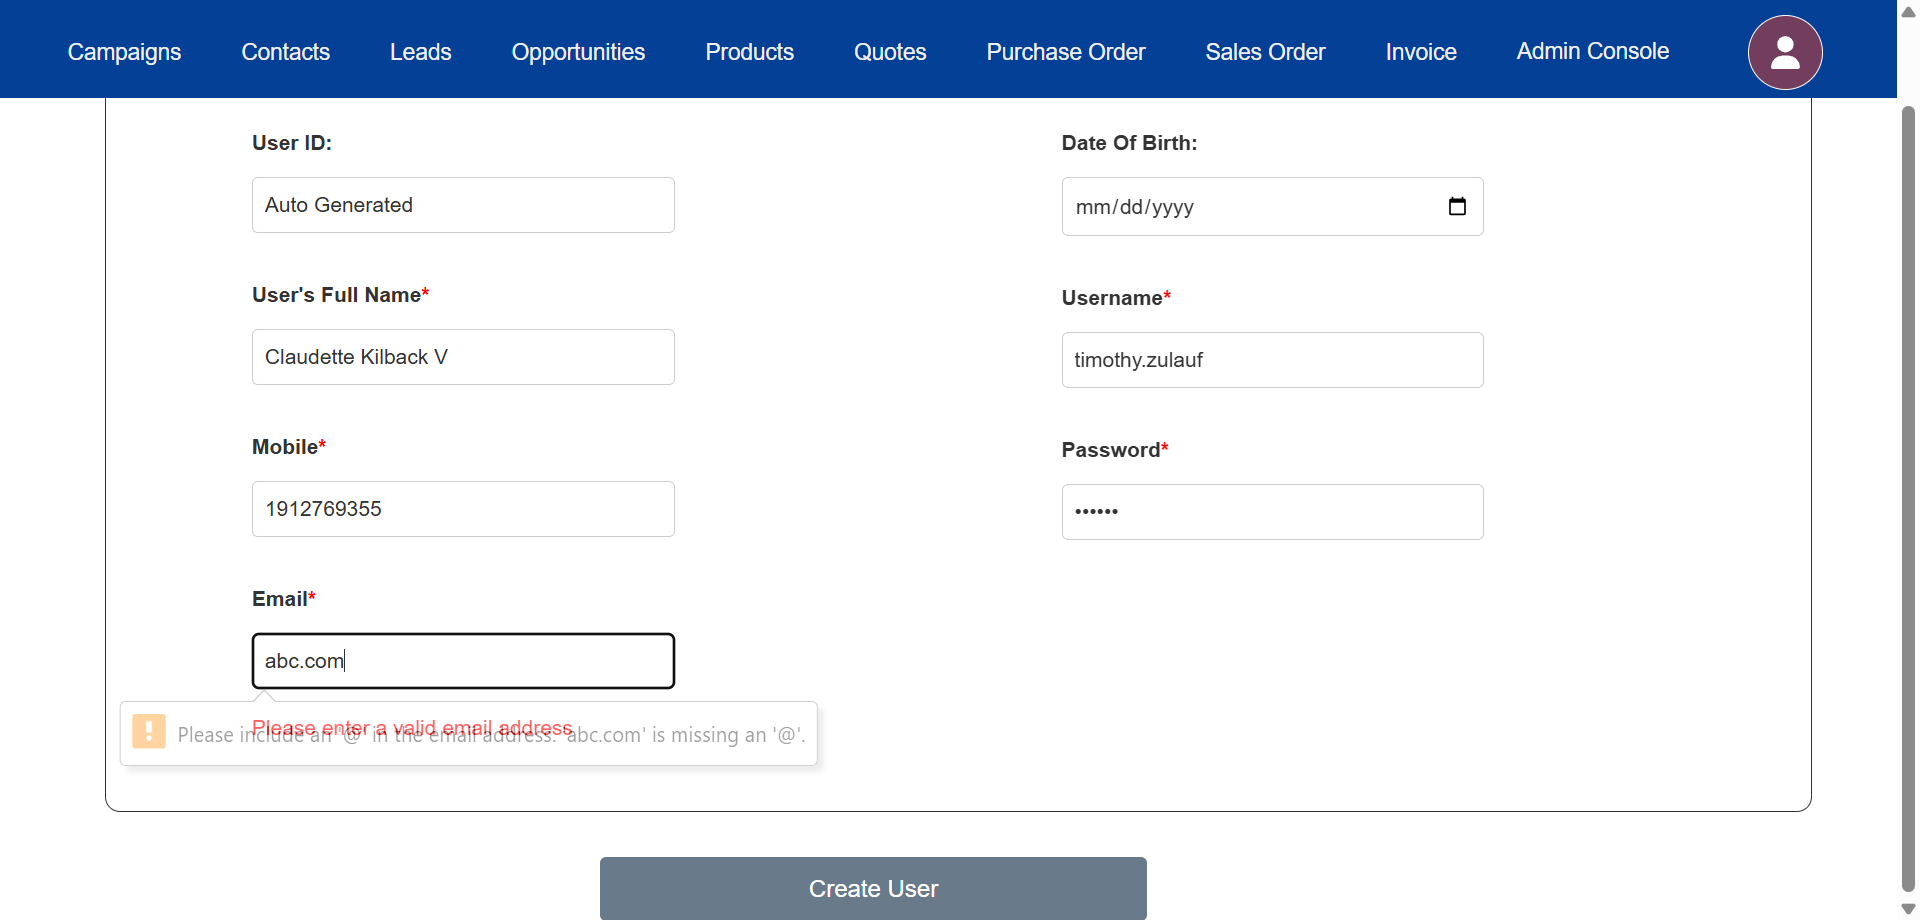 Campaigns Contacts Leads Opportunities Products Quotes Purchase Order Sales Order Invoice Admin Console
User ID:
Auto Generated
Date Of Birth:
mm/dd/yyyy
User's Full Name*
Claudette Kilback V
Username*
timothy.zulauf
Mobile*
1912769355
Password*
••••••
Email*
abc.com
Please enter a valid email address
Please include an '@' in the email address. 'abc.com' is missing an '@'.
Create User